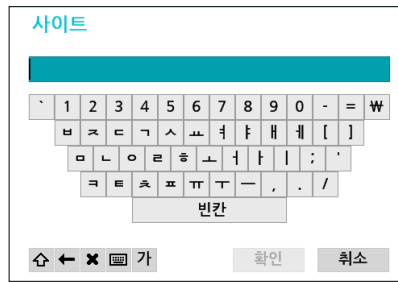 사이트
` 1 2 3 4 5 6 7 8 9 0 - = ₩
ㅂ ㅈ ㄷ ㄱ ㅅ ㅛ ㅕ ㅑ ㅐ ㅔ [ ]
ㅁ ㄴ ㅇ ㄹ ㅎ ㅗ ㅓ ㅏ ㅣ ; '
ㅋ ㅌ ㅊ ㅍ ㅠ ㅜ ㅡ , . /
빈칸
가 확인 취소